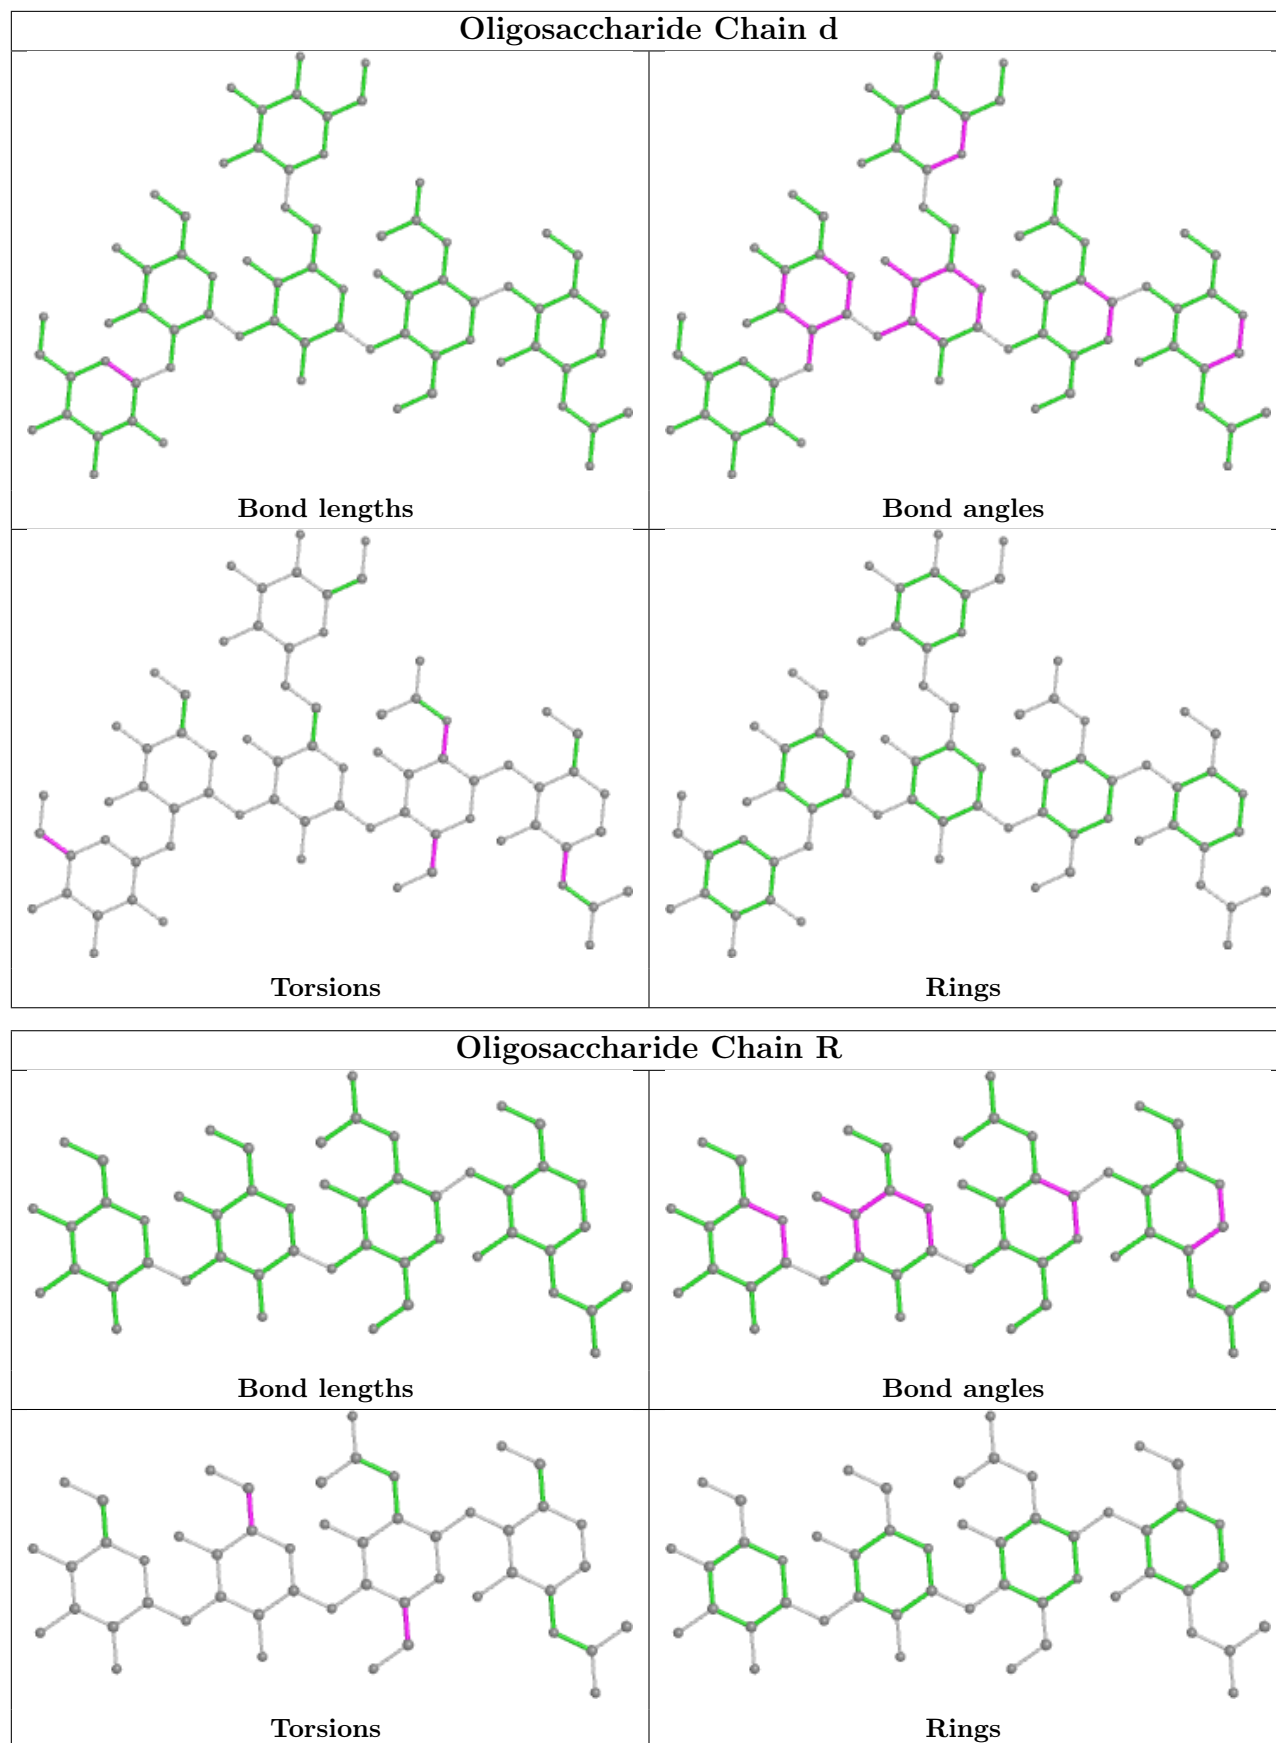 Oligosaccharide Chain d
Bond lengths
Bond angles
Torsions
Rings
Oligosaccharide Chain R
Bond lengths
Bond angles
Torsions
Rings